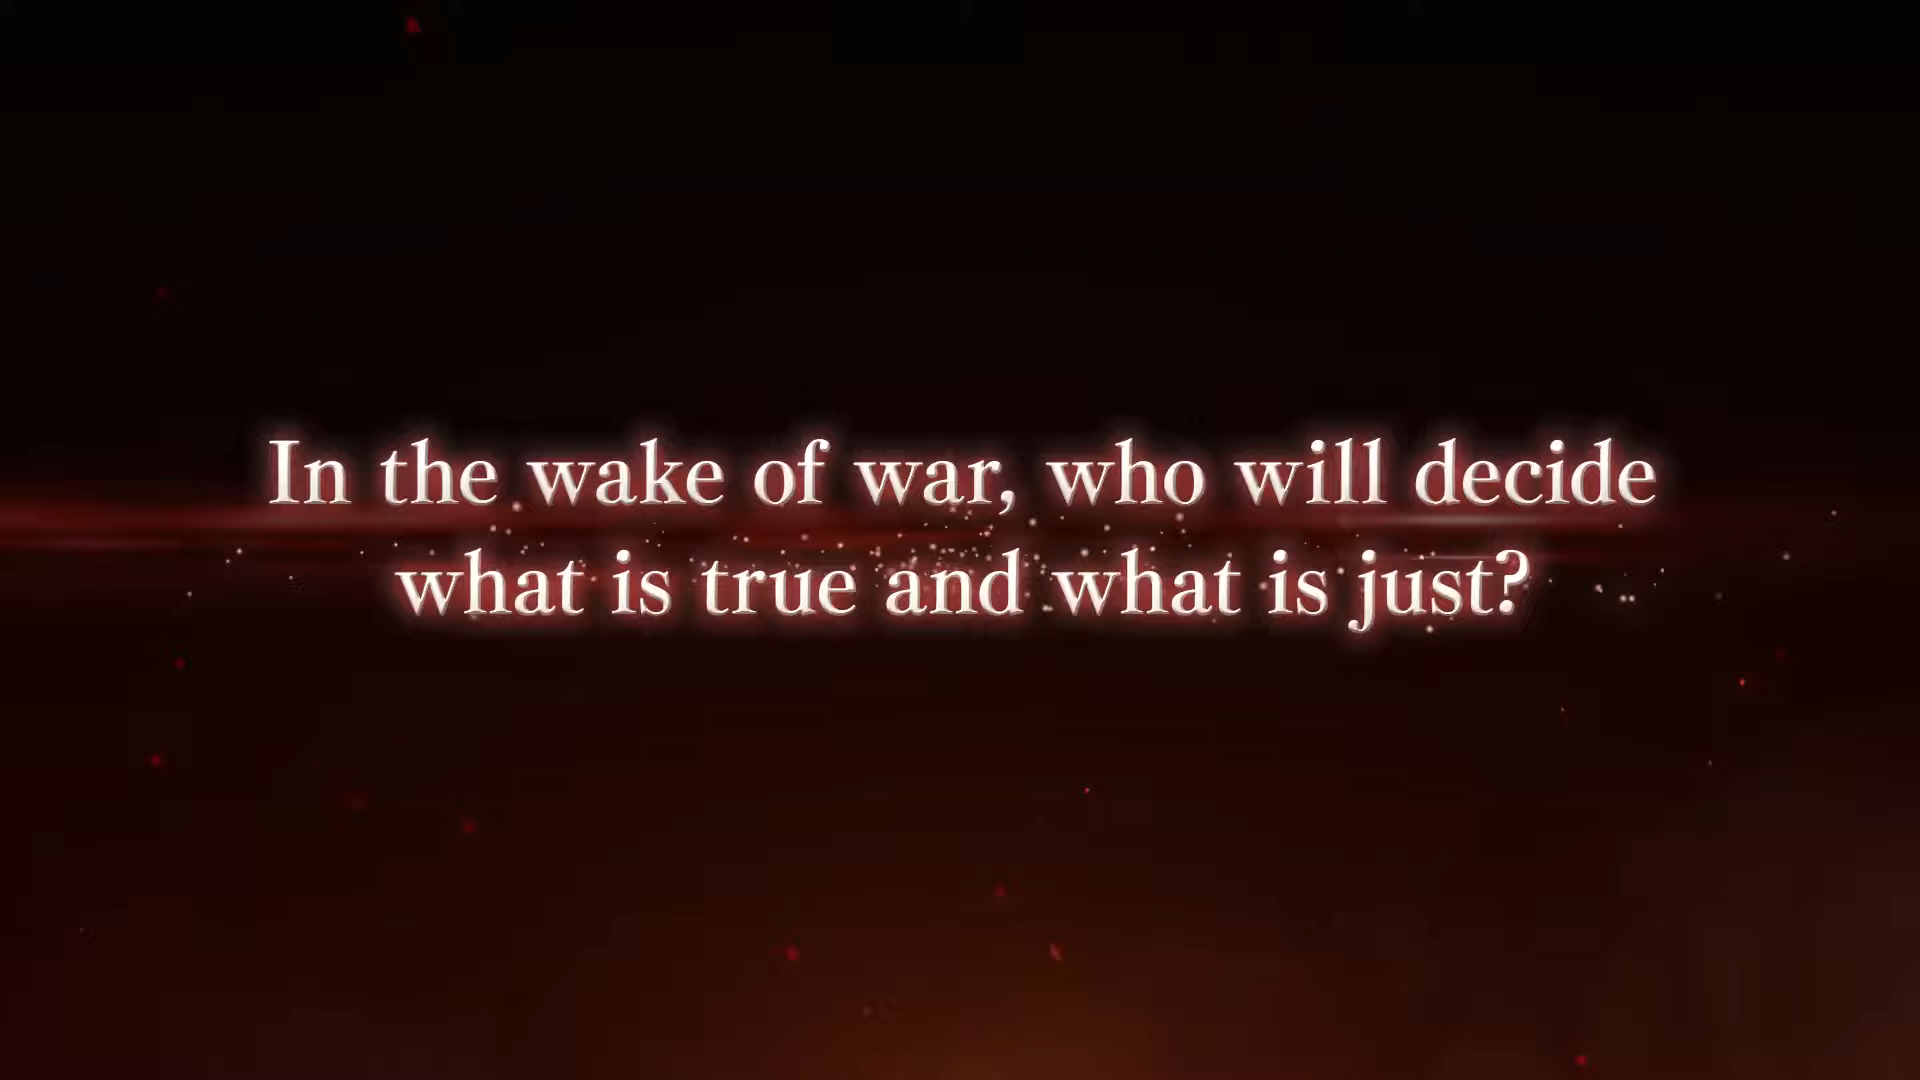 In the wake of war, who will decide
what is true and what is just?